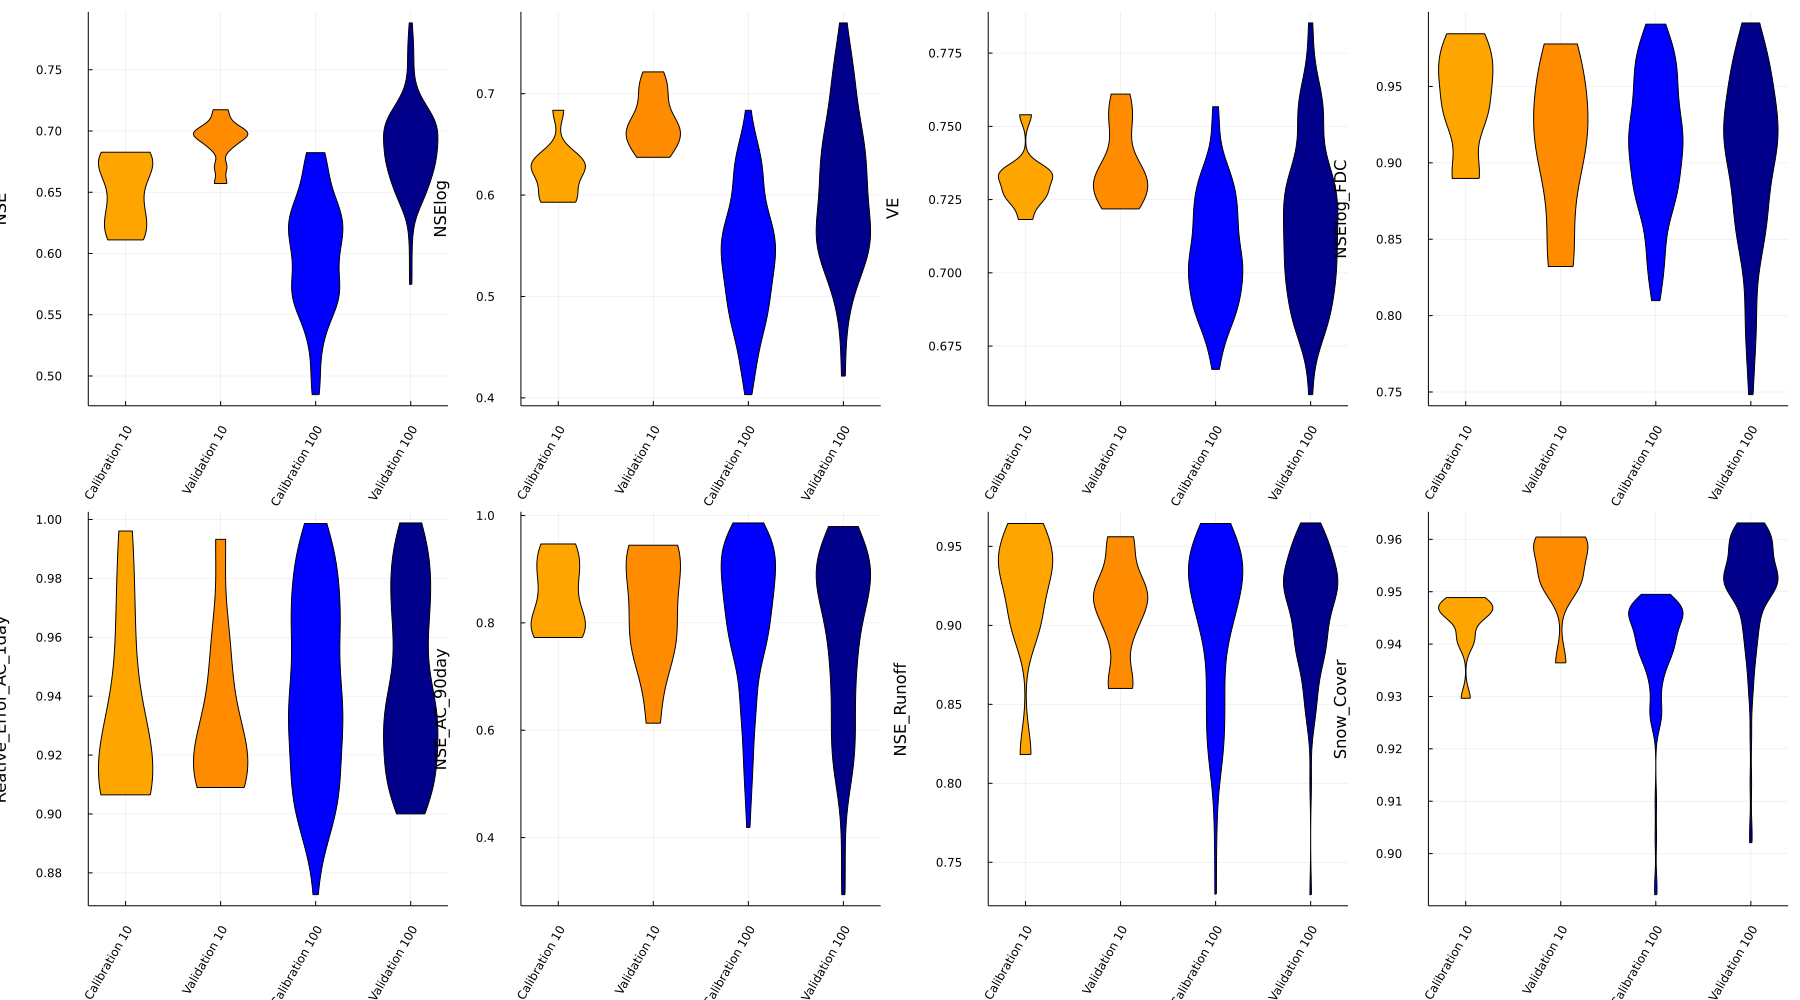 NSE
0.75
0.70
0.65
0.60
0.55
0.50
Calibration 10
Validation 10
Calibration 100
Validation 100
NSElog
0.7
0.6
0.5
0.4
Calibration 10
Validation 10
Calibration 100
Validation 100
VE
0.775
0.750
0.725
0.700
0.675
Calibration 10
Validation 10
Calibration 100
Validation 100
NSElog_FDC
0.95
0.90
0.85
0.80
0.75
Calibration 10
Validation 10
Calibration 100
Validation 100
Reative_Error_AC_1day
1.00
0.98
0.96
0.94
0.92
0.90
0.88
Calibration 10
Validation 10
Calibration 100
Validation 100
NSE_AC_90day
1.0
0.8
0.6
0.4
Calibration 10
Validation 10
Calibration 100
Validation 100
NSE_Runoff
0.95
0.90
0.85
0.80
0.75
Calibration 10
Validation 10
Calibration 100
Validation 100
Snow_Cover
0.96
0.95
0.94
0.93
0.92
0.91
0.90
Calibration 10
Validation 10
Calibration 100
Validation 100